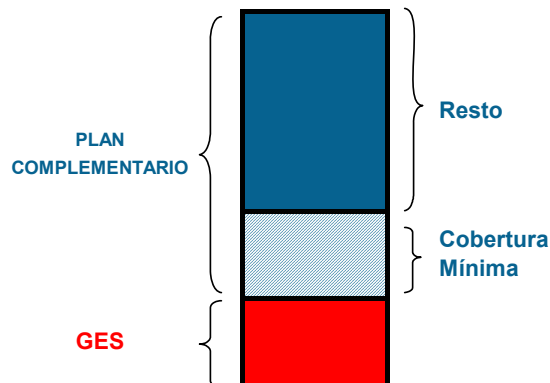 PLAN
COMPLEMENTARIO
Resto
Cobertura
Mínima
GES